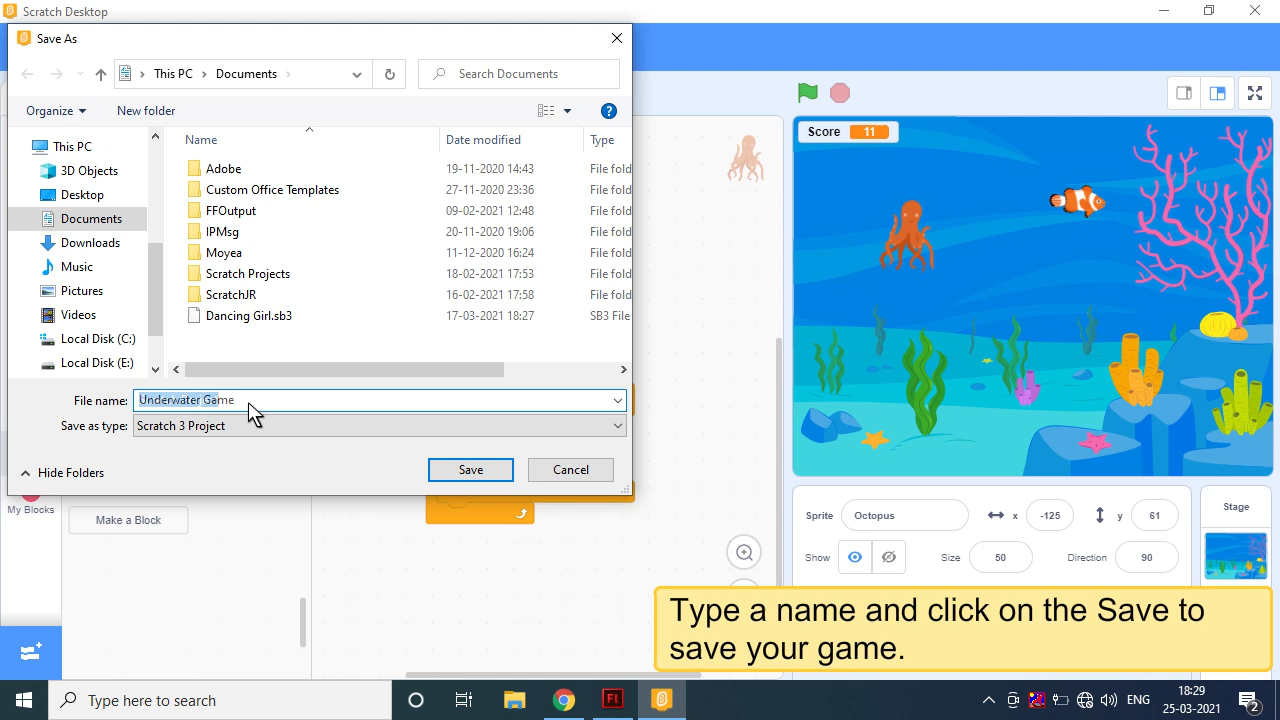 Scratch Desktop
Save As
This PC > Documents >
Search Documents
Organize
New folder
Name
Date modified
Type
This PC
3D Objects
Desktop
Documents
Downloads
Music
Pictures
Videos
Local Disk (C:)
Local Disk (E:)
Adobe 19-11-2020 14:43 File fold
Custom Office Templates 27-11-2020 23:36 File fold
FFOutput 09-02-2021 12:48 File fold
IPMsg 20-11-2020 19:06 File fold
Moyea 11-12-2020 16:24 File fold
Scratch Projects 18-02-2021 17:53 File fold
ScratchJR 16-02-2021 17:58 File fold
Dancing Girl.sb3 17-03-2021 18:27 SB3 File
File name: Underwater Game
Save as type: Scratch 3 Project
Hide Folders
Save
Cancel
Score 11
My Blocks
Make a Block
Sprite Octopus x -125 y 61
Show Size 50 Direction 90
Stage
Type a name and click on the Save to
save your game.
Type here to search
Fl
ENG
18:29
25-03-2021
2